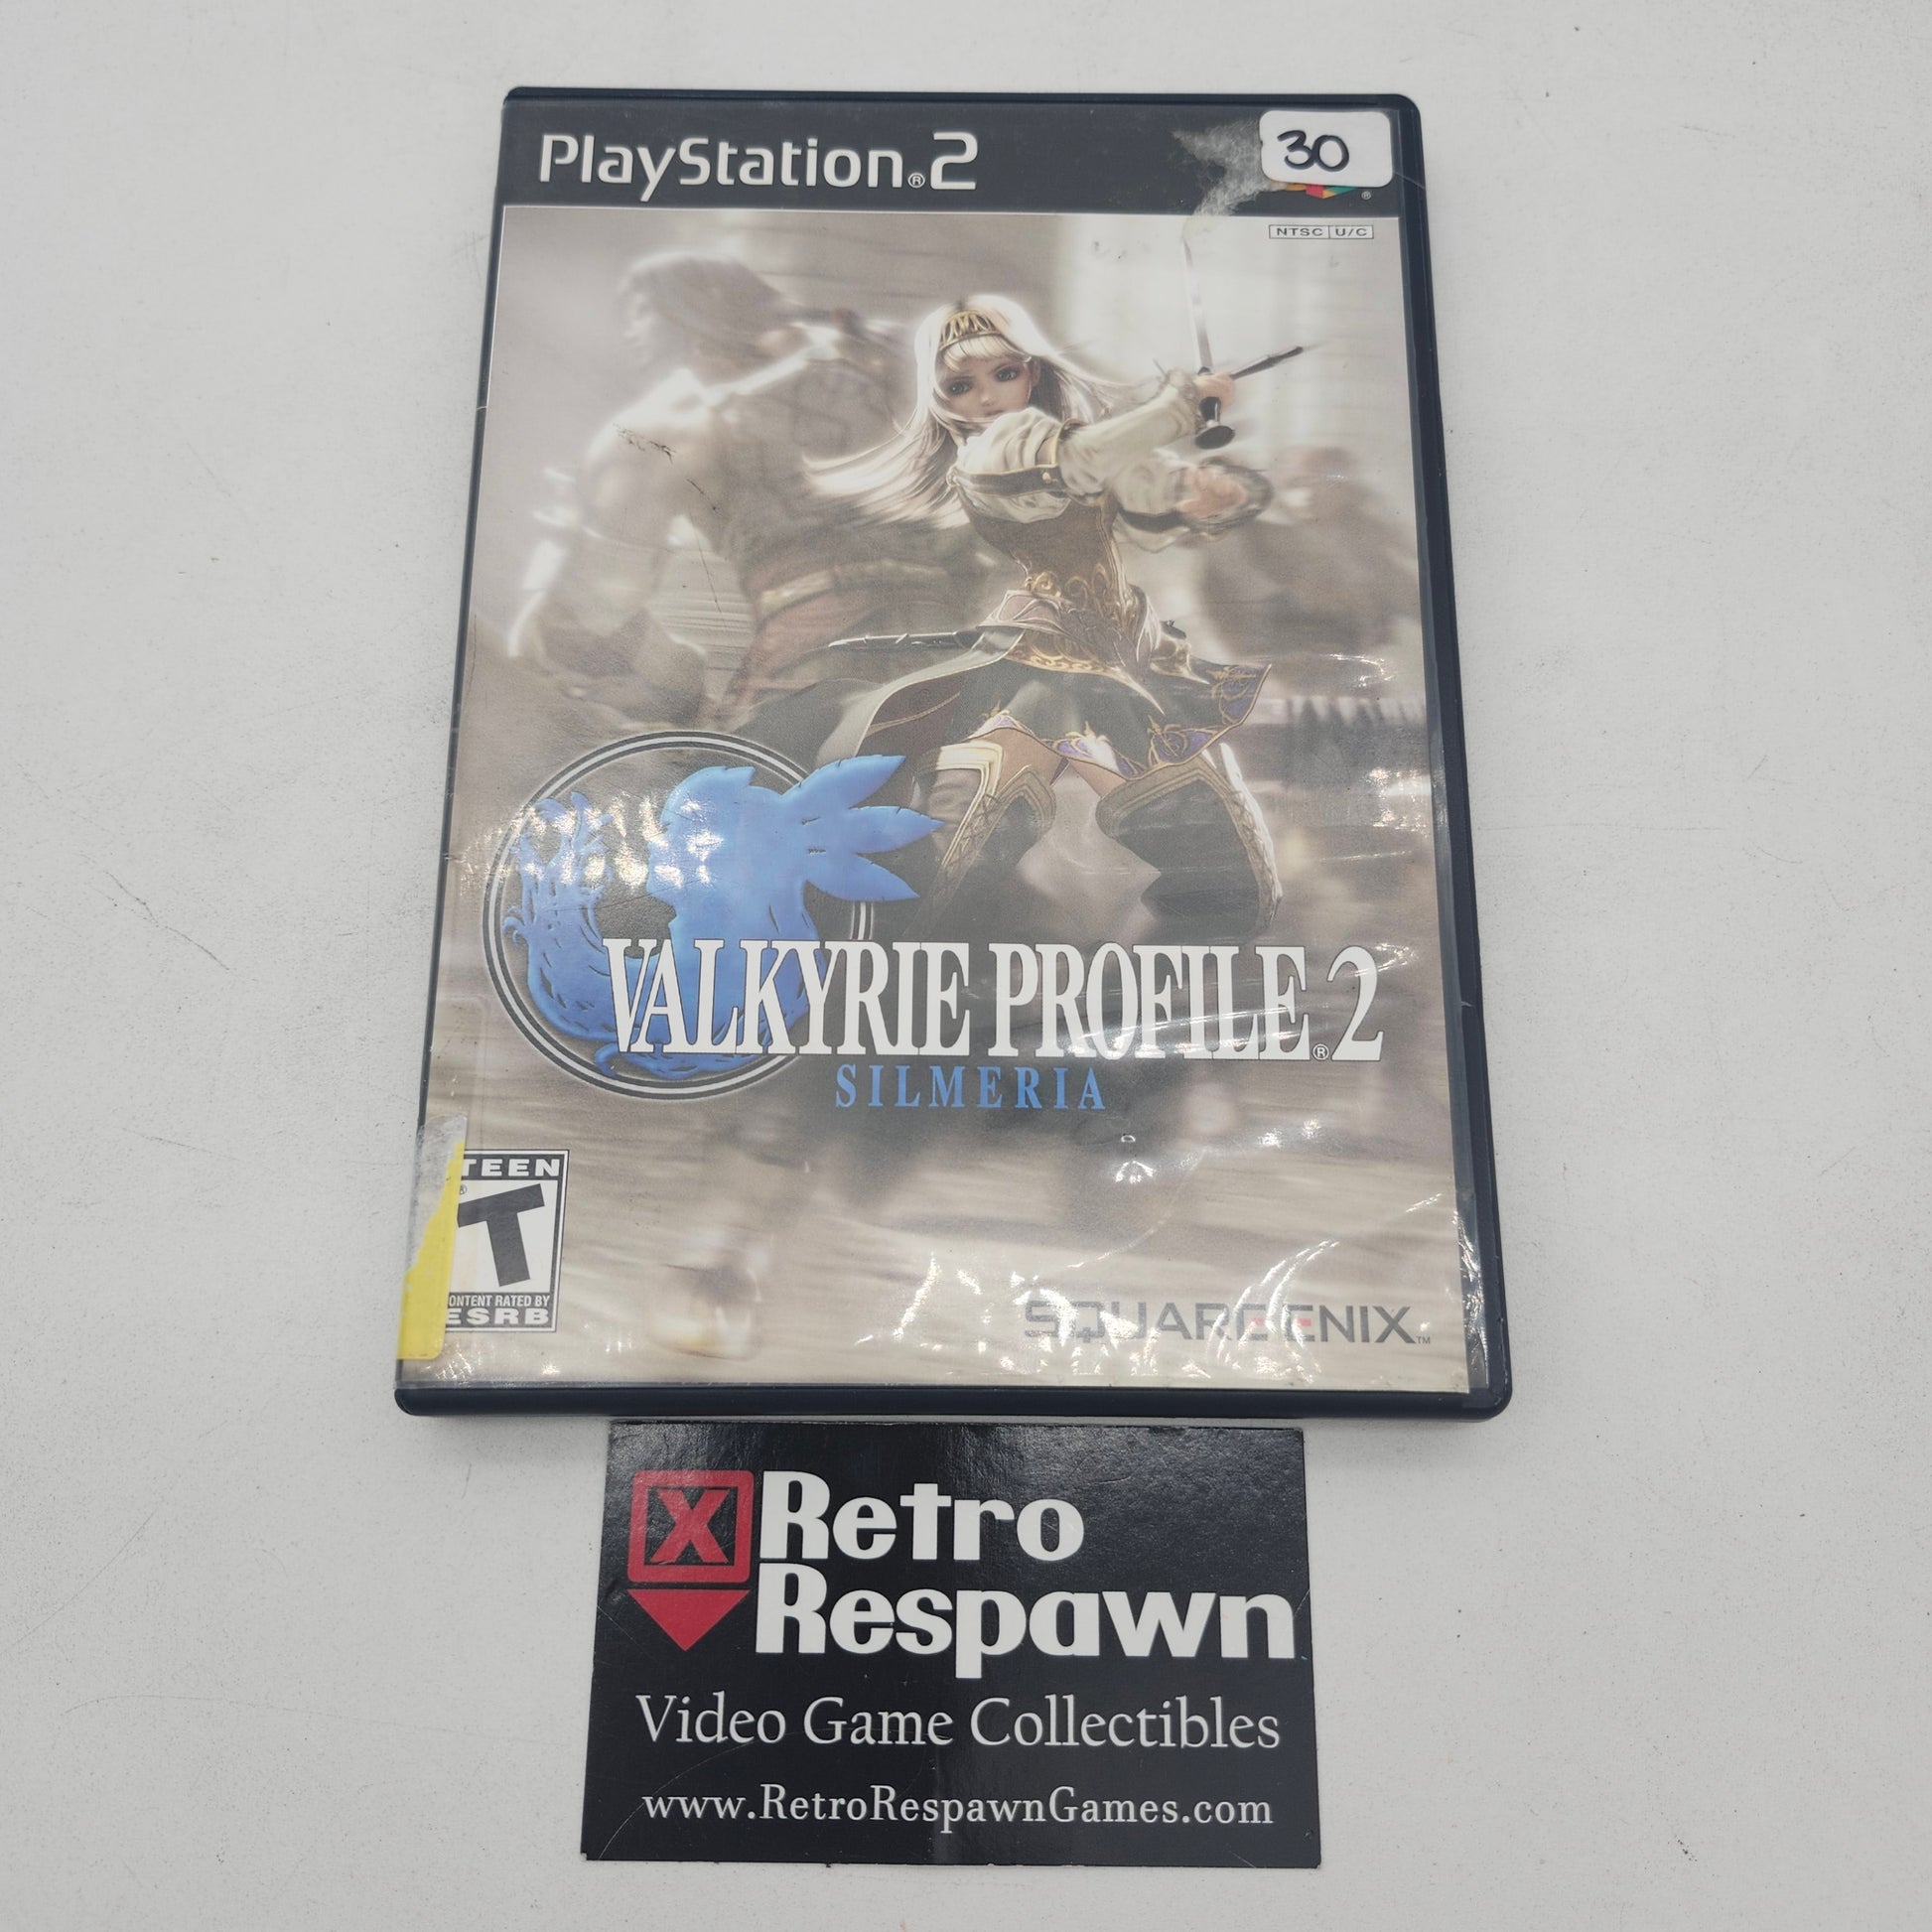 PlayStation®2
30
®
NTSC U/C
VALKYRIE PROFILE®2
SILMERIA
TEEN
®
T
ONTENT RATED BY
ESRB
SQUARE ENIX™
X Retro
Respawn
Video Game Collectibles
www.RetroRespawnGames.com